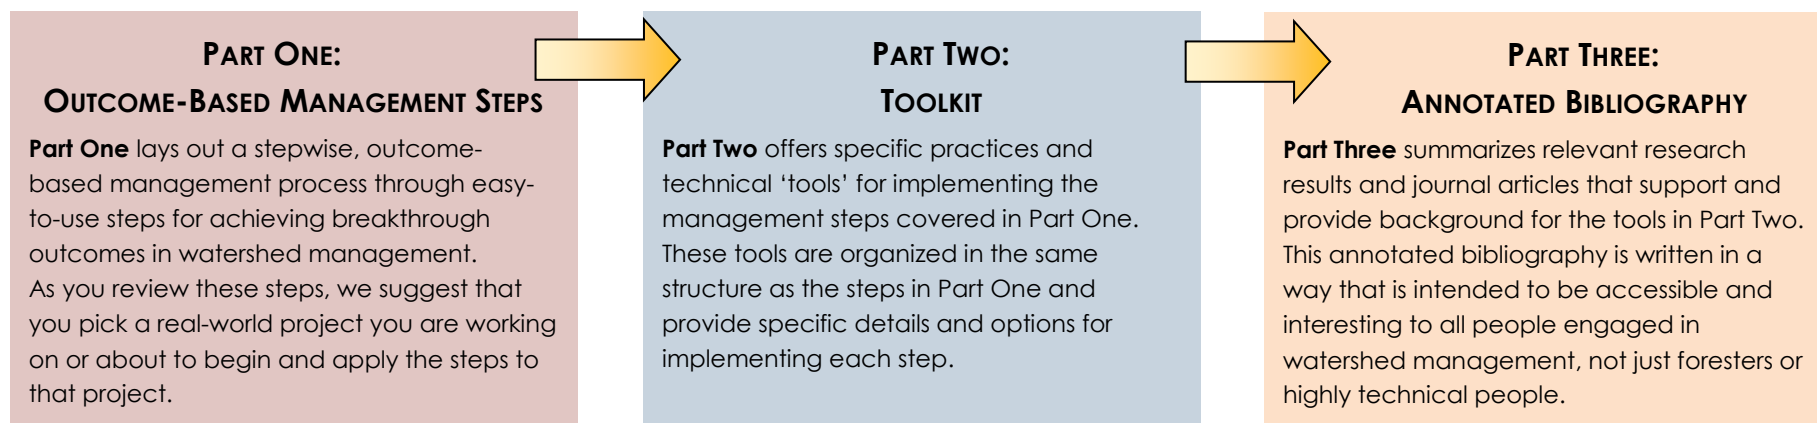 PART ONE:
OUTCOME-BASED MANAGEMENT STEPS
Part One lays out a stepwise, outcome-
based management process through easy-
to-use steps for achieving breakthrough
outcomes in watershed management.
As you review these steps, we suggest that
you pick a real-world project you are working
on or about to begin and apply the steps to
that project.
PART TWO:
TOOLKIT
Part Two offers specific practices and
technical ‘tools’ for implementing the
management steps covered in Part One.
These tools are organized in the same
structure as the steps in Part One and
provide specific details and options for
implementing each step.
PART THREE:
ANNOTATED BIBLIOGRAPHY
Part Three summarizes relevant research
results and journal articles that support and
provide background for the tools in Part Two.
This annotated bibliography is written in a
way that is intended to be accessible and
interesting to all people engaged in
watershed management, not just foresters or
highly technical people.